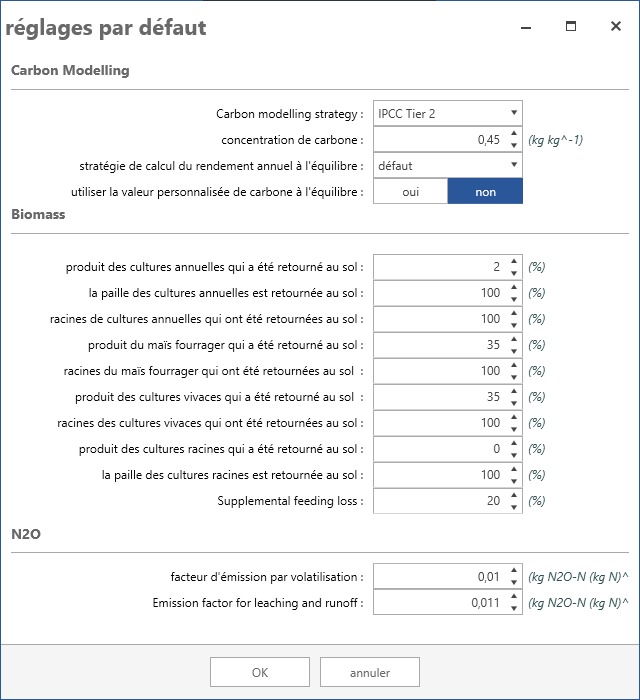 réglages par défaut
Carbon Modelling
Carbon modelling strategy : IPCC Tier 2
concentration de carbone : 0,45 (kg kg^-1)
stratégie de calcul du rendement annuel à l'équilibre : défaut
utiliser la valeur personnalisée de carbone à l'équilibre : oui non
Biomass
produit des cultures annuelles qui a été retourné au sol : 2 (%)
la paille des cultures annuelles est retournée au sol : 100 (%)
racines de cultures annuelles qui ont été retournées au sol : 100 (%)
produit du maïs fourrager qui a été retourné au sol : 35 (%)
racines du maïs fourrager qui ont été retournées au sol : 100 (%)
produit des cultures vivaces qui a été retourné au sol : 35 (%)
racines des cultures vivaces qui ont été retournées au sol : 100 (%)
produit des cultures racines qui a été retourné au sol : 0 (%)
la paille des cultures racines est retournée au sol : 100 (%)
Supplemental feeding loss : 20 (%)
N2O
facteur d'émission par volatilisation : 0,01 (kg N2O-N (kg N)^
Emission factor for leaching and runoff : 0,011 (kg N2O-N (kg N)^
OK annuler